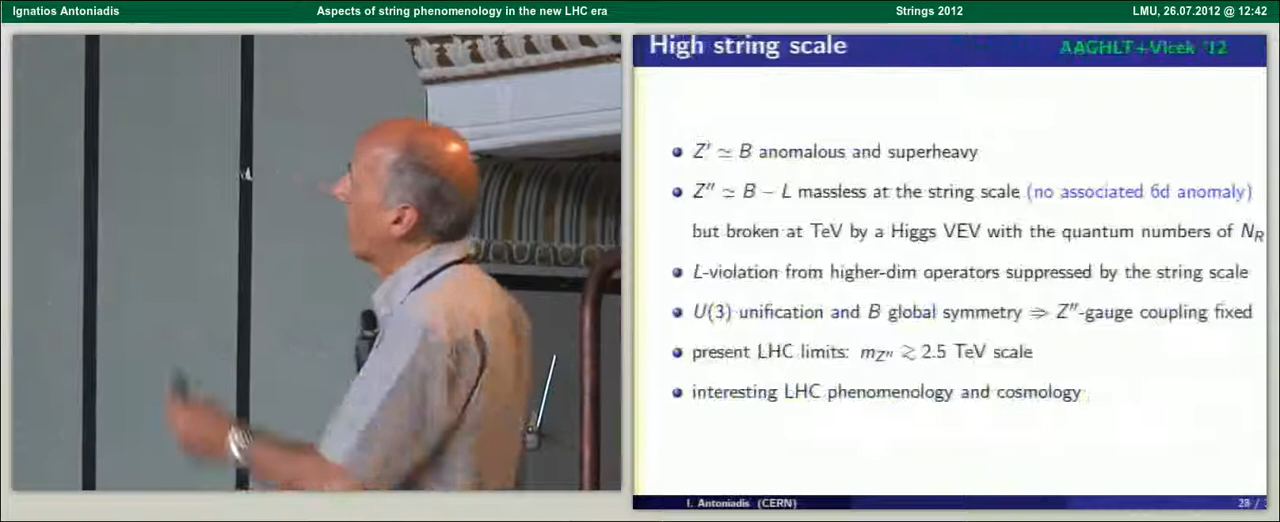 Ignatios Antoniadis Aspects of string phenomenology in the new LHC era Strings 2012 LMU, 26.07.2012 @ 12:42
High string scale AAGHLT+Vlcek '12
Z′ ≃ B anomalous and superheavy
Z″ ≃ B − L massless at the string scale (no associated 6d anomaly)
but broken at TeV by a Higgs VEV with the quantum numbers of N_R
L-violation from higher-dim operators suppressed by the string scale
U(3) unification and B global symmetry ⇒ Z″-gauge coupling fixed
present LHC limits: m_Z″ ≳ 2.5 TeV scale
interesting LHC phenomenology and cosmology
I. Antoniadis (CERN)